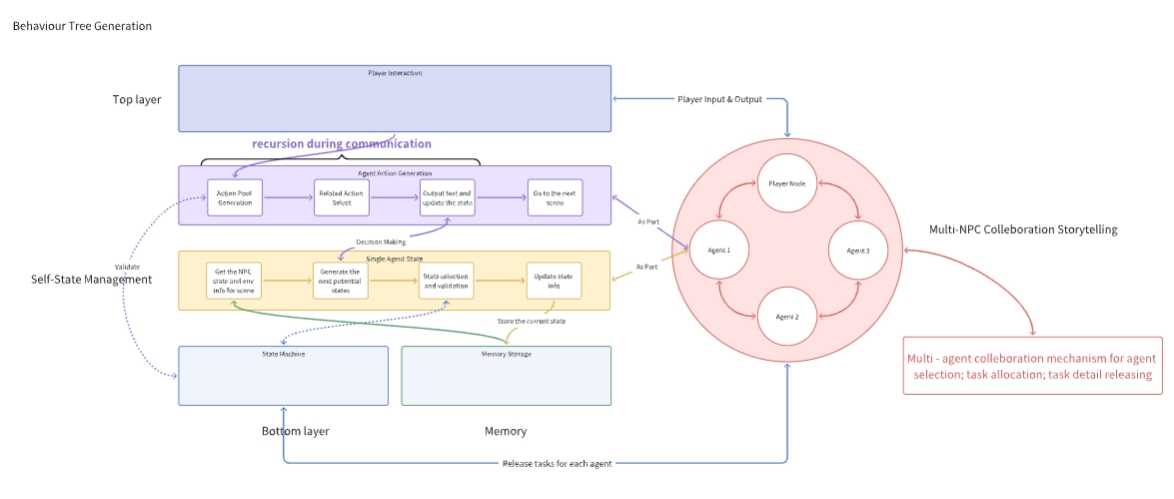 Behaviour Tree Generation
Player Interaction
Top layer
Player Input & Output
recursion during communication
Agent Action Generation
Action Pool
Generation
Related Action
Select
Output text and
update the state
Go to the next
scene
Player Node
As Part
Agent 1
Agent 3
Multi-NPC Colleboration Storytelling
Decision Making
Single Agent State
As Part
Validate
Self-State Management
Get the NPC
state and env
info for scene
Generate the
next potential
states
State selection
and validation
Update state
info
Agent 2
Store the current state
State Machine
Memory Storage
Multi - agent colleboration mechanism for agent
selection; task allocation; task detail releasing
Bottom layer
Memory
Release tasks for each agent